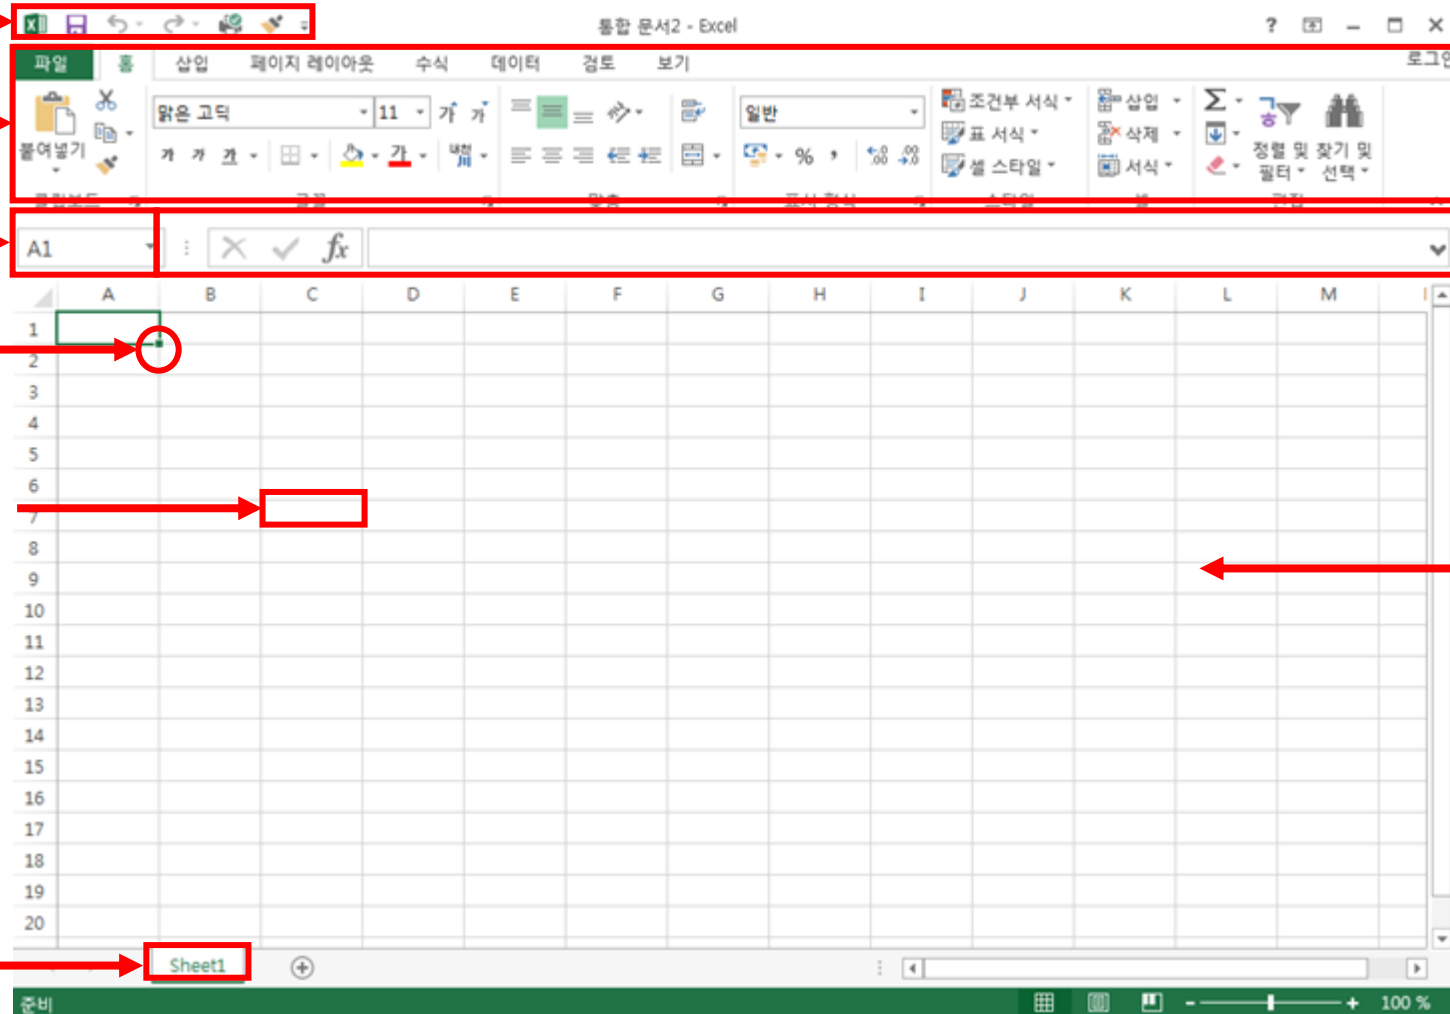 통합 문서2 - Excel
?
파일 홈 삽입 페이지 레이아웃 수식 데이터 검토 보기
붙여넣기
맑은 고딕 11 가 가
가 가 가 가 내천
일반
% ,
조건부 서식
표 서식
셀 스타일
삽입
삭제
서식
Σ
정렬 및 필터
찾기 및 선택
A1
fx
A B C D E F G H I J K L M
1
2
3
4
5
6
7
8
9
10
11
12
13
14
15
16
17
18
19
20
Sheet1
준비
100 %